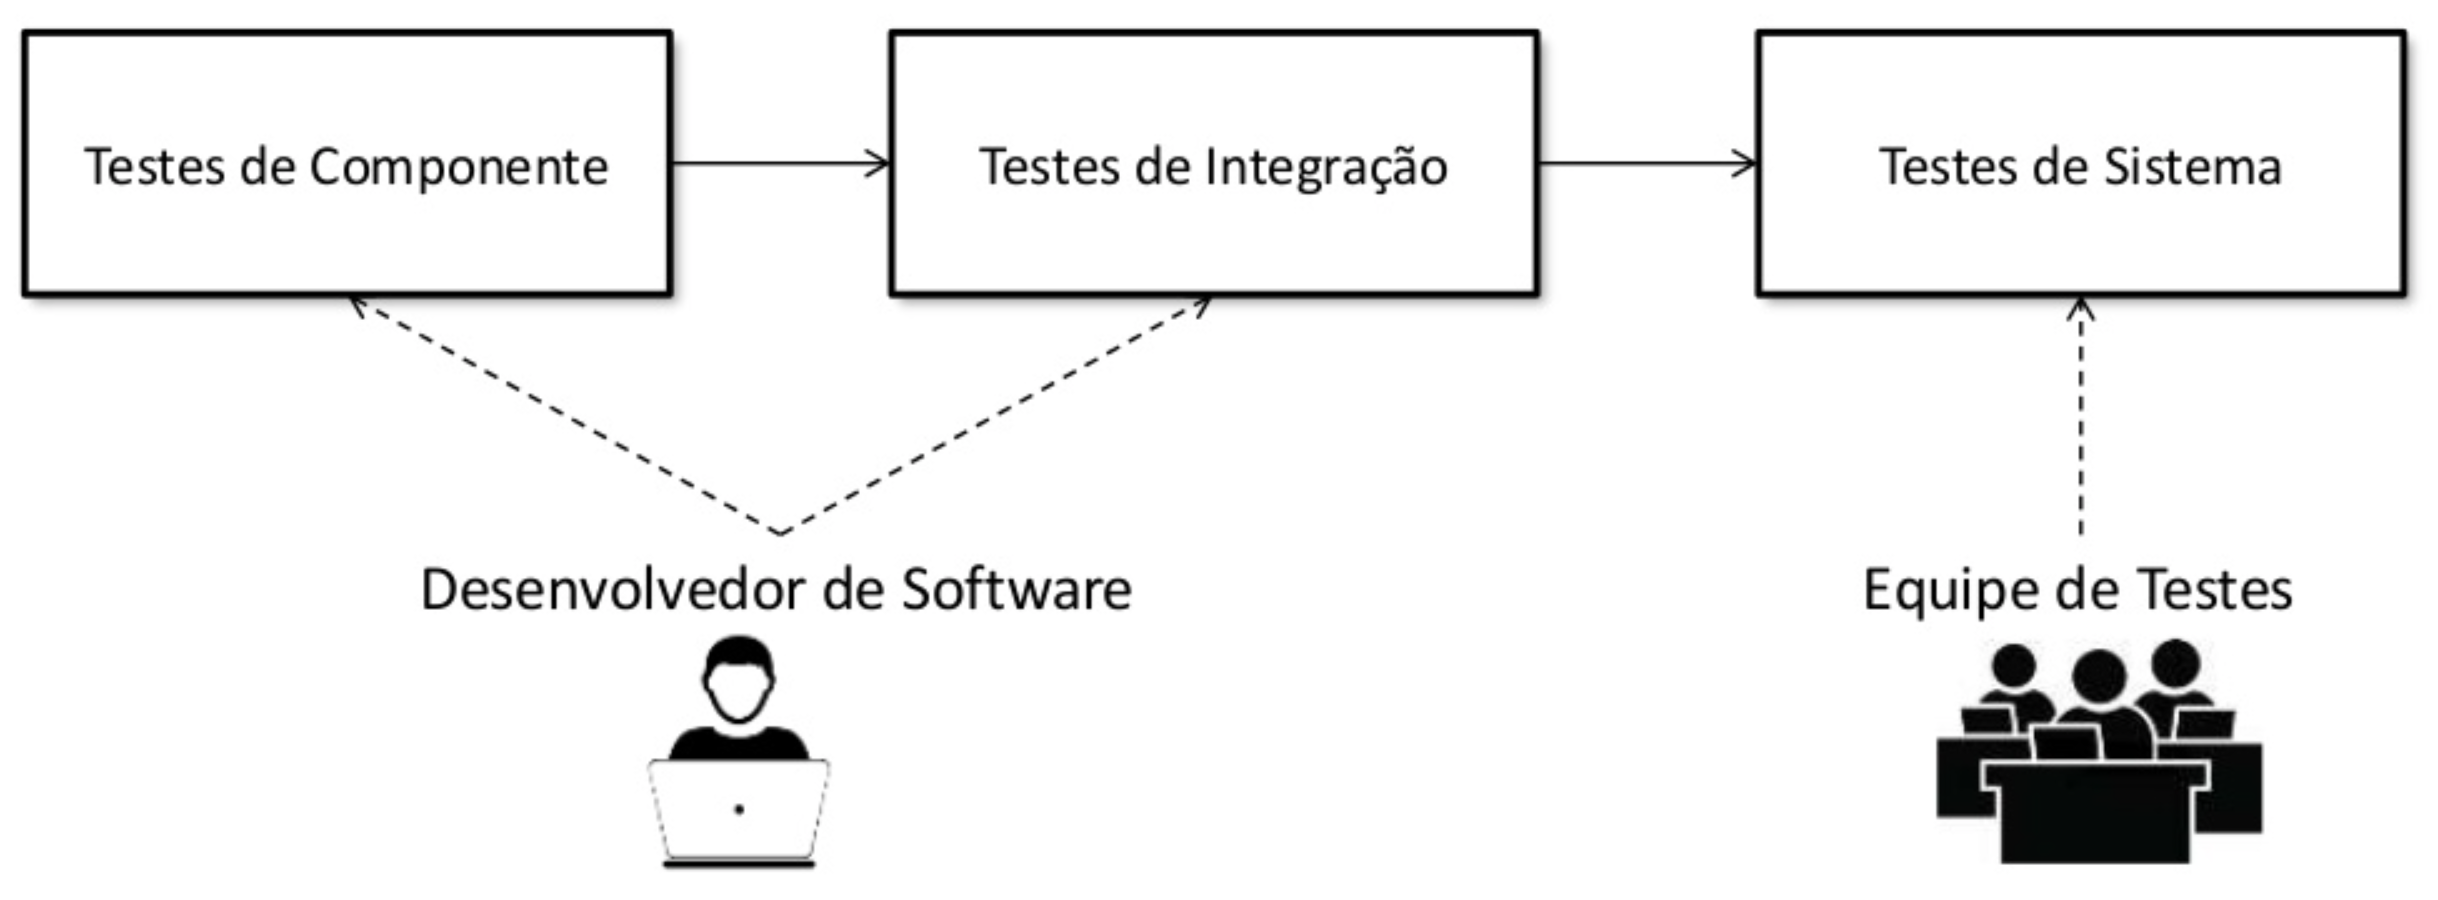 Testes de Componente
Testes de Integração
Testes de Sistema
Desenvolvedor de Software
Equipe de Testes